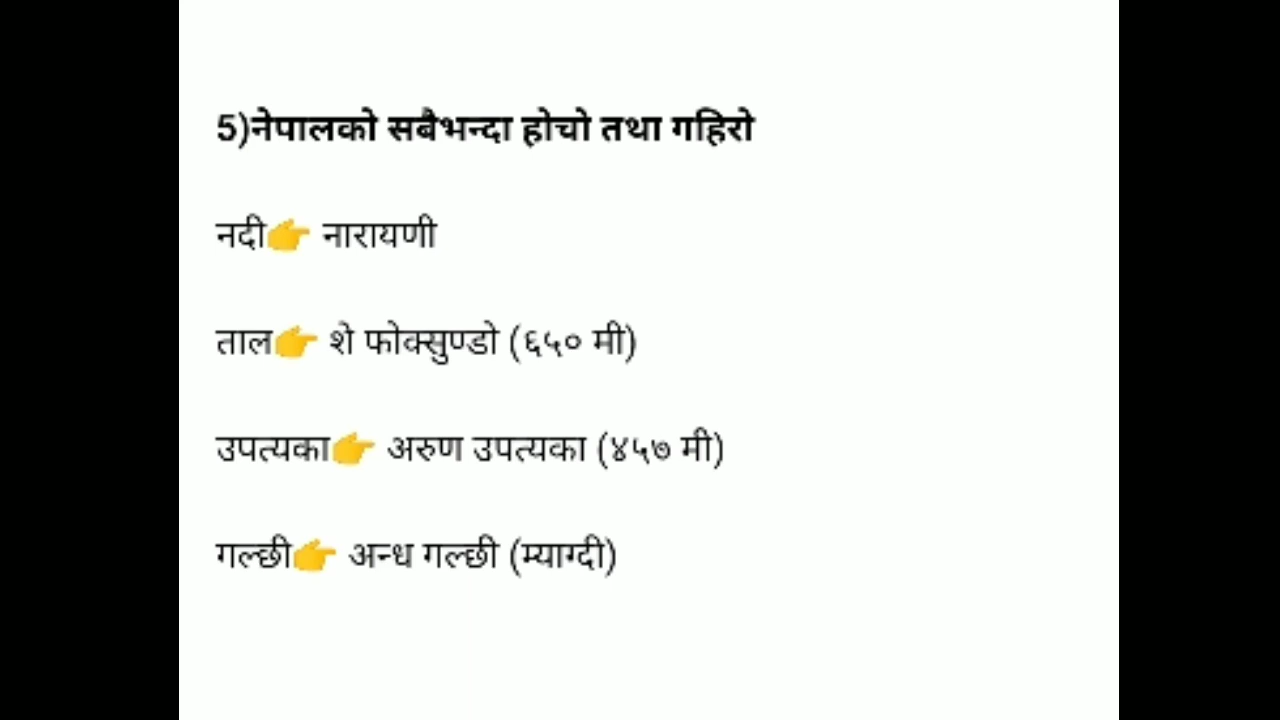 5)नेपालको सबैभन्दा होचो तथा गहिरो
नदी👉 नारायणी
ताल👉 शे फोक्सुण्डो (६५० मी)
उपत्यका👉 अरुण उपत्यका (४५७ मी)
गल्छी👉 अन्ध गल्छी (म्याग्दी)